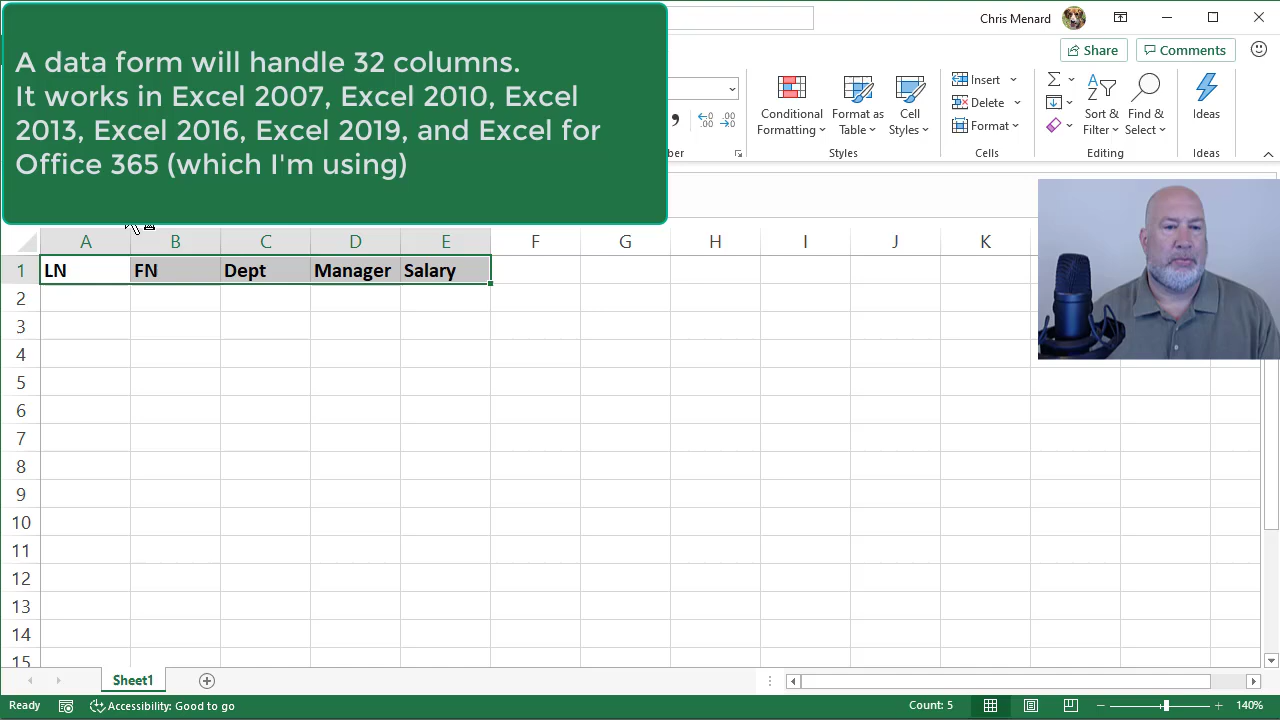 A data form will handle 32 columns.
It works in Excel 2007, Excel 2010, Excel
2013, Excel 2016, Excel 2019, and Excel for
Office 365 (which I'm using)
Chris Menard
Share
Comments
Conditional
Formatting
Format as
Table
Cell
Styles
Insert
Delete
Format
Sort &
Filter
Find &
Select
Ideas
ber
Styles
Cells
Editing
Ideas
A B C D E F G H I J K
1 LN FN Dept Manager Salary
2
3
4
5
6
7
8
9
10
11
12
13
14
15
Sheet1
Ready
Accessibility: Good to go
Count: 5
140%